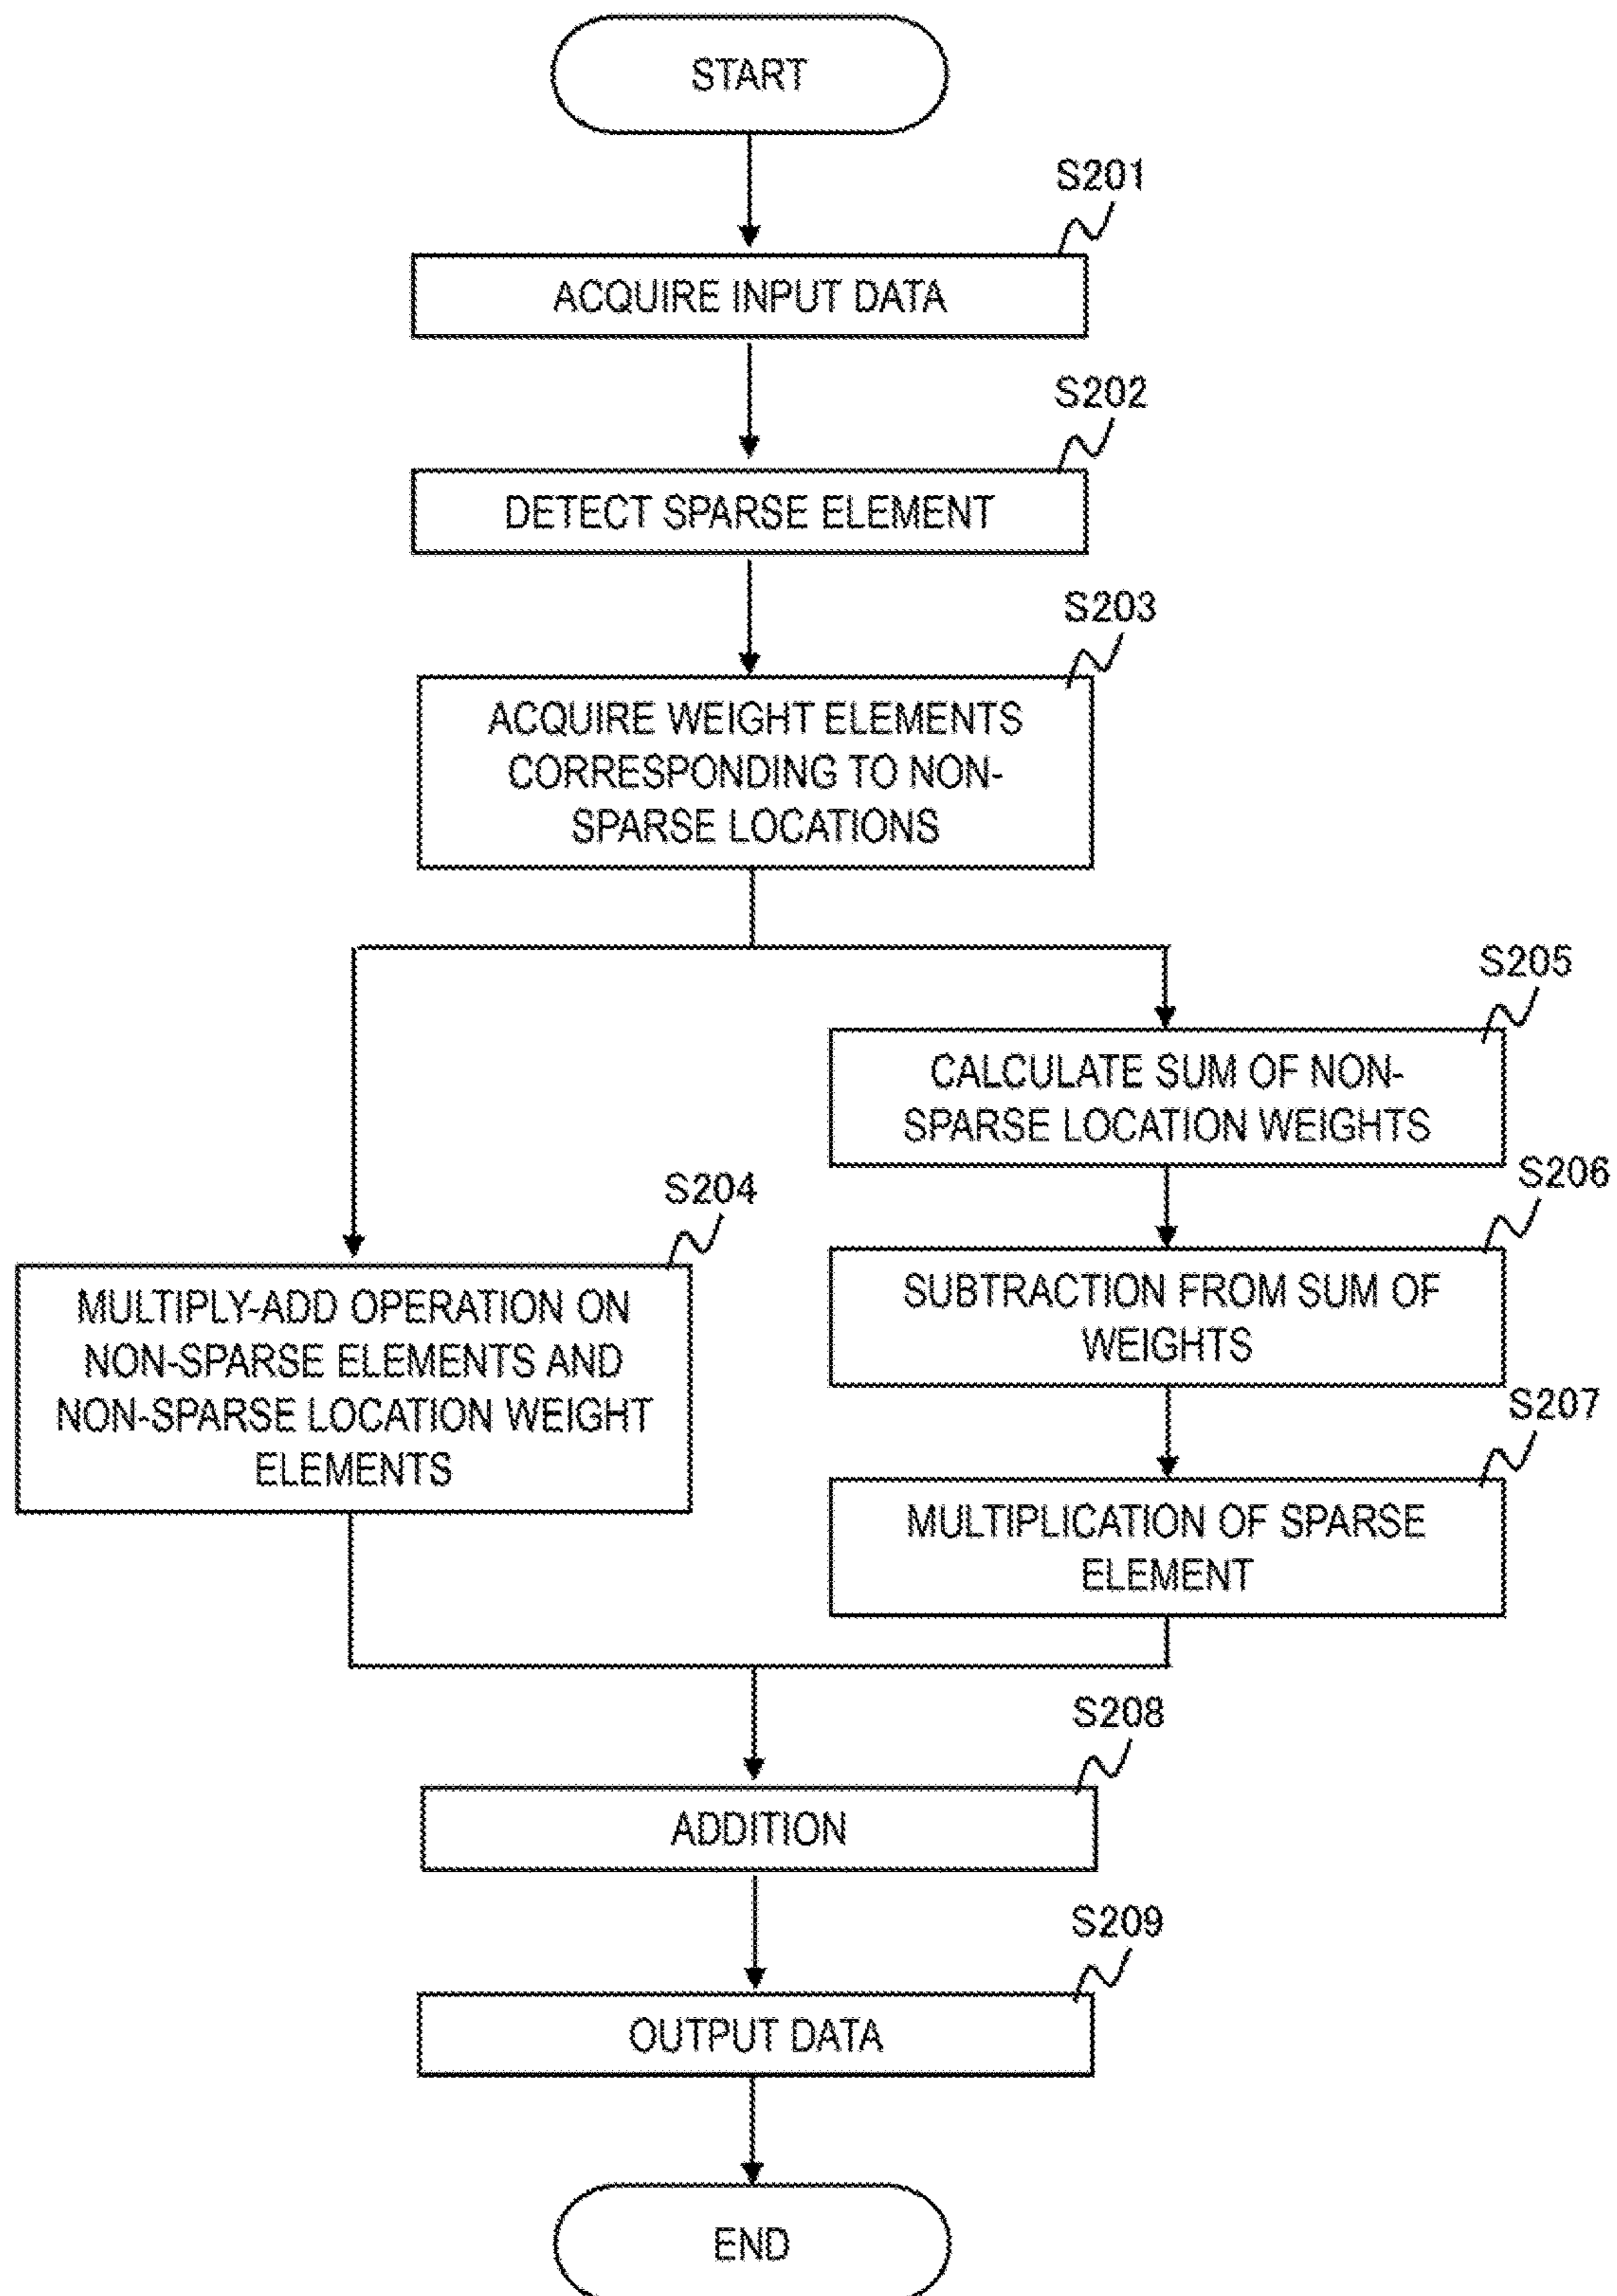 START
S201
ACQUIRE INPUT DATA
S202
DETECT SPARSE ELEMENT
S203
ACQUIRE WEIGHT ELEMENTS
CORRESPONDING TO NON-
SPARSE LOCATIONS
S205
CALCULATE SUM OF NON-
SPARSE LOCATION WEIGHTS
S204
MULTIPLY-ADD OPERATION ON
NON-SPARSE ELEMENTS AND
NON-SPARSE LOCATION WEIGHT
ELEMENTS
S206
SUBTRACTION FROM SUM OF
WEIGHTS
S207
MULTIPLICATION OF SPARSE
ELEMENT
S208
ADDITION
S209
OUTPUT DATA
END